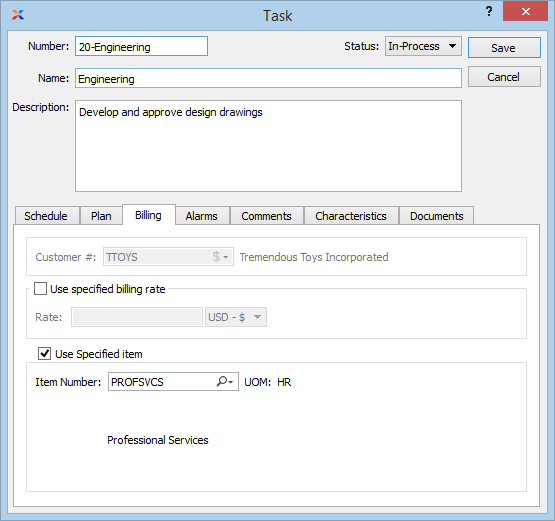 Task
?
Number: 20-Engineering
Status: In-Process
Save
Name: Engineering
Cancel
Description: Develop and approve design drawings
Schedule Plan Billing Alarms Comments Characteristics Documents
Customer #: TTOYS $ Tremendous Toys Incorporated
Use specified billing rate
Rate: USD - $
Use Specified item
Item Number: PROFSVCS UOM: HR
Professional Services